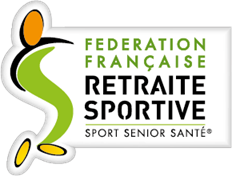 FEDERATION
FRANÇAISE
RETRAITE
SPORTIVE
SPORT SENIOR SANTÉ®